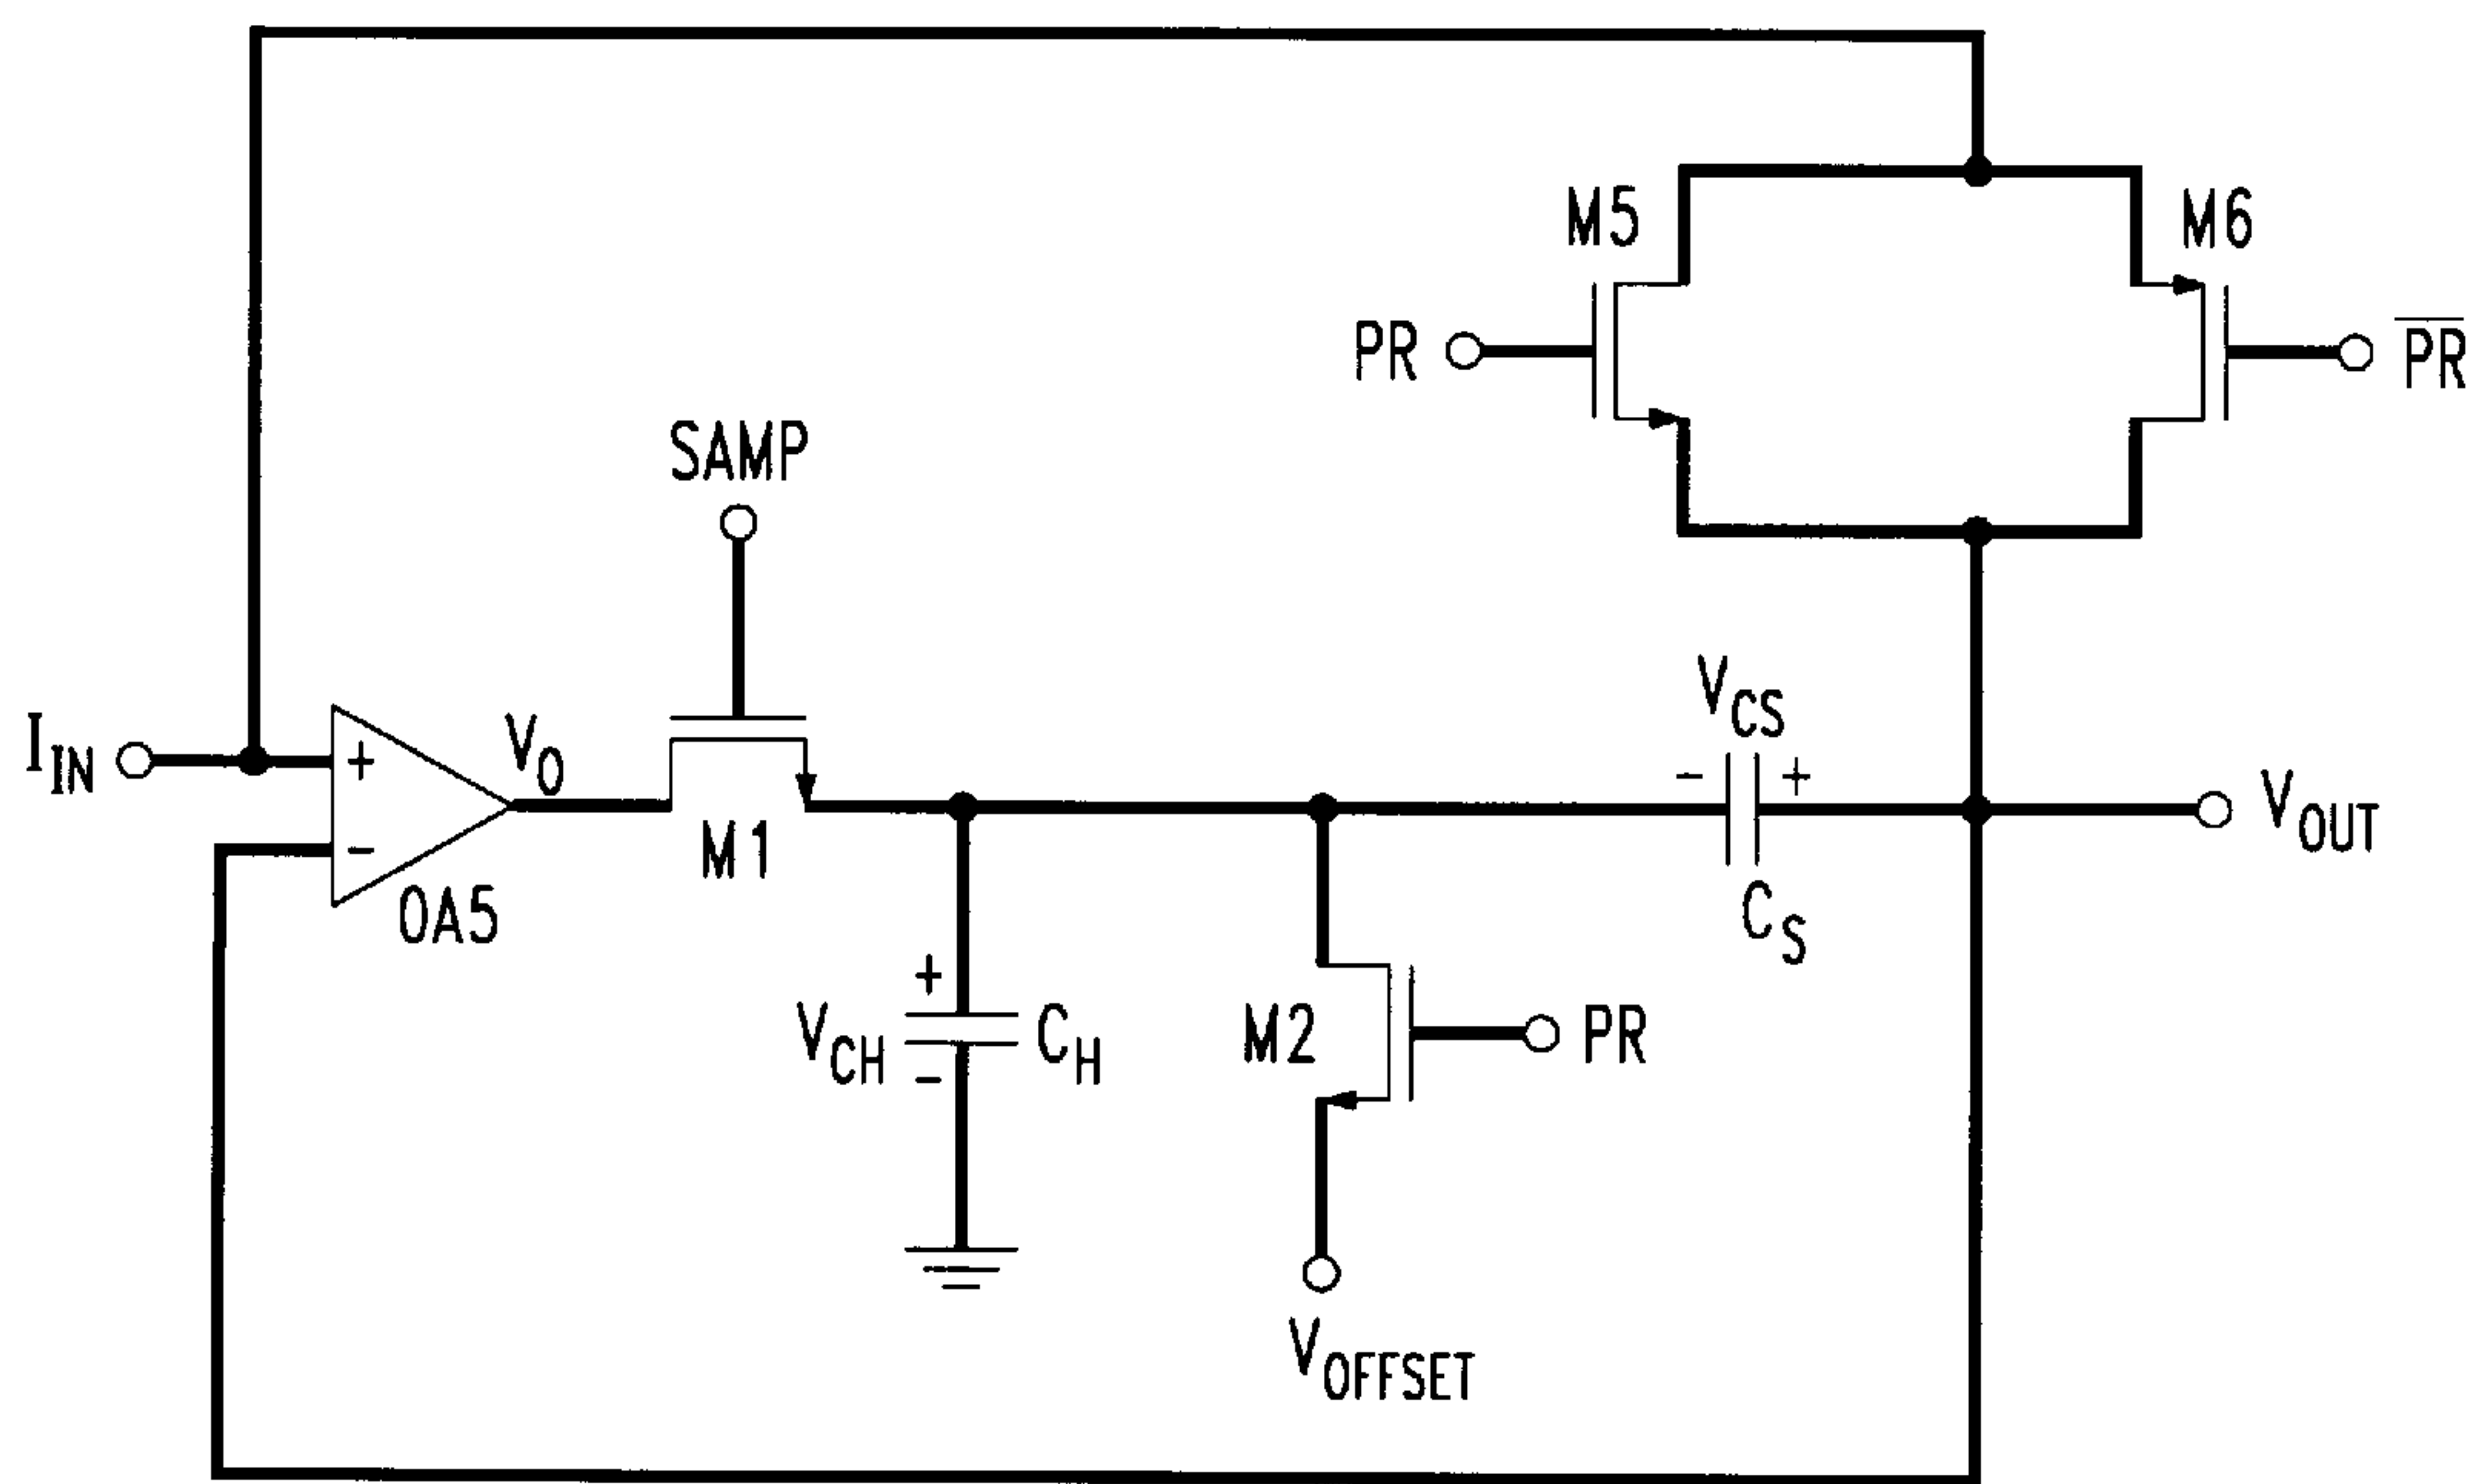 M5
M6
PR
PR
SAMP
V_CS
I_IN
+
V_O
- +
V_OUT
M1
-
OA5
C_S
+
V_CH
C_H
M2
PR
-
V_OFFSET